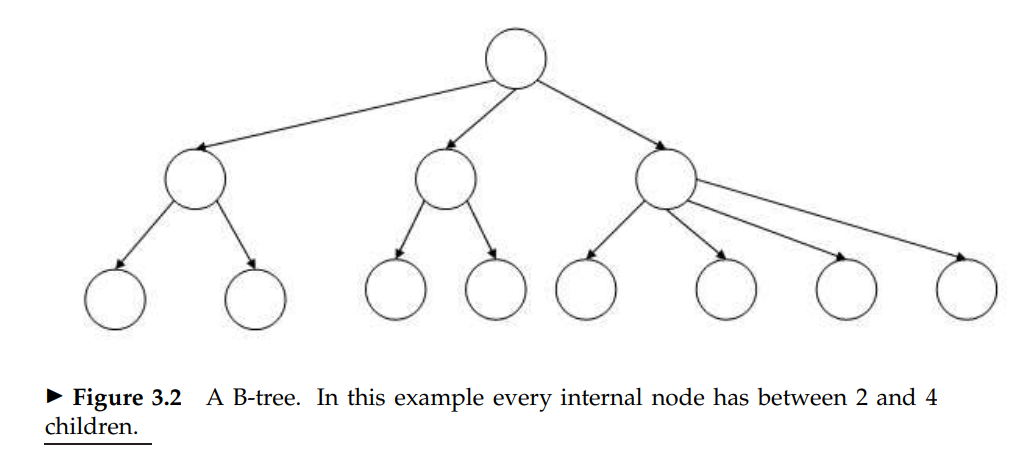 ► Figure 3.2 A B-tree. In this example every internal node has between 2 and 4
children.